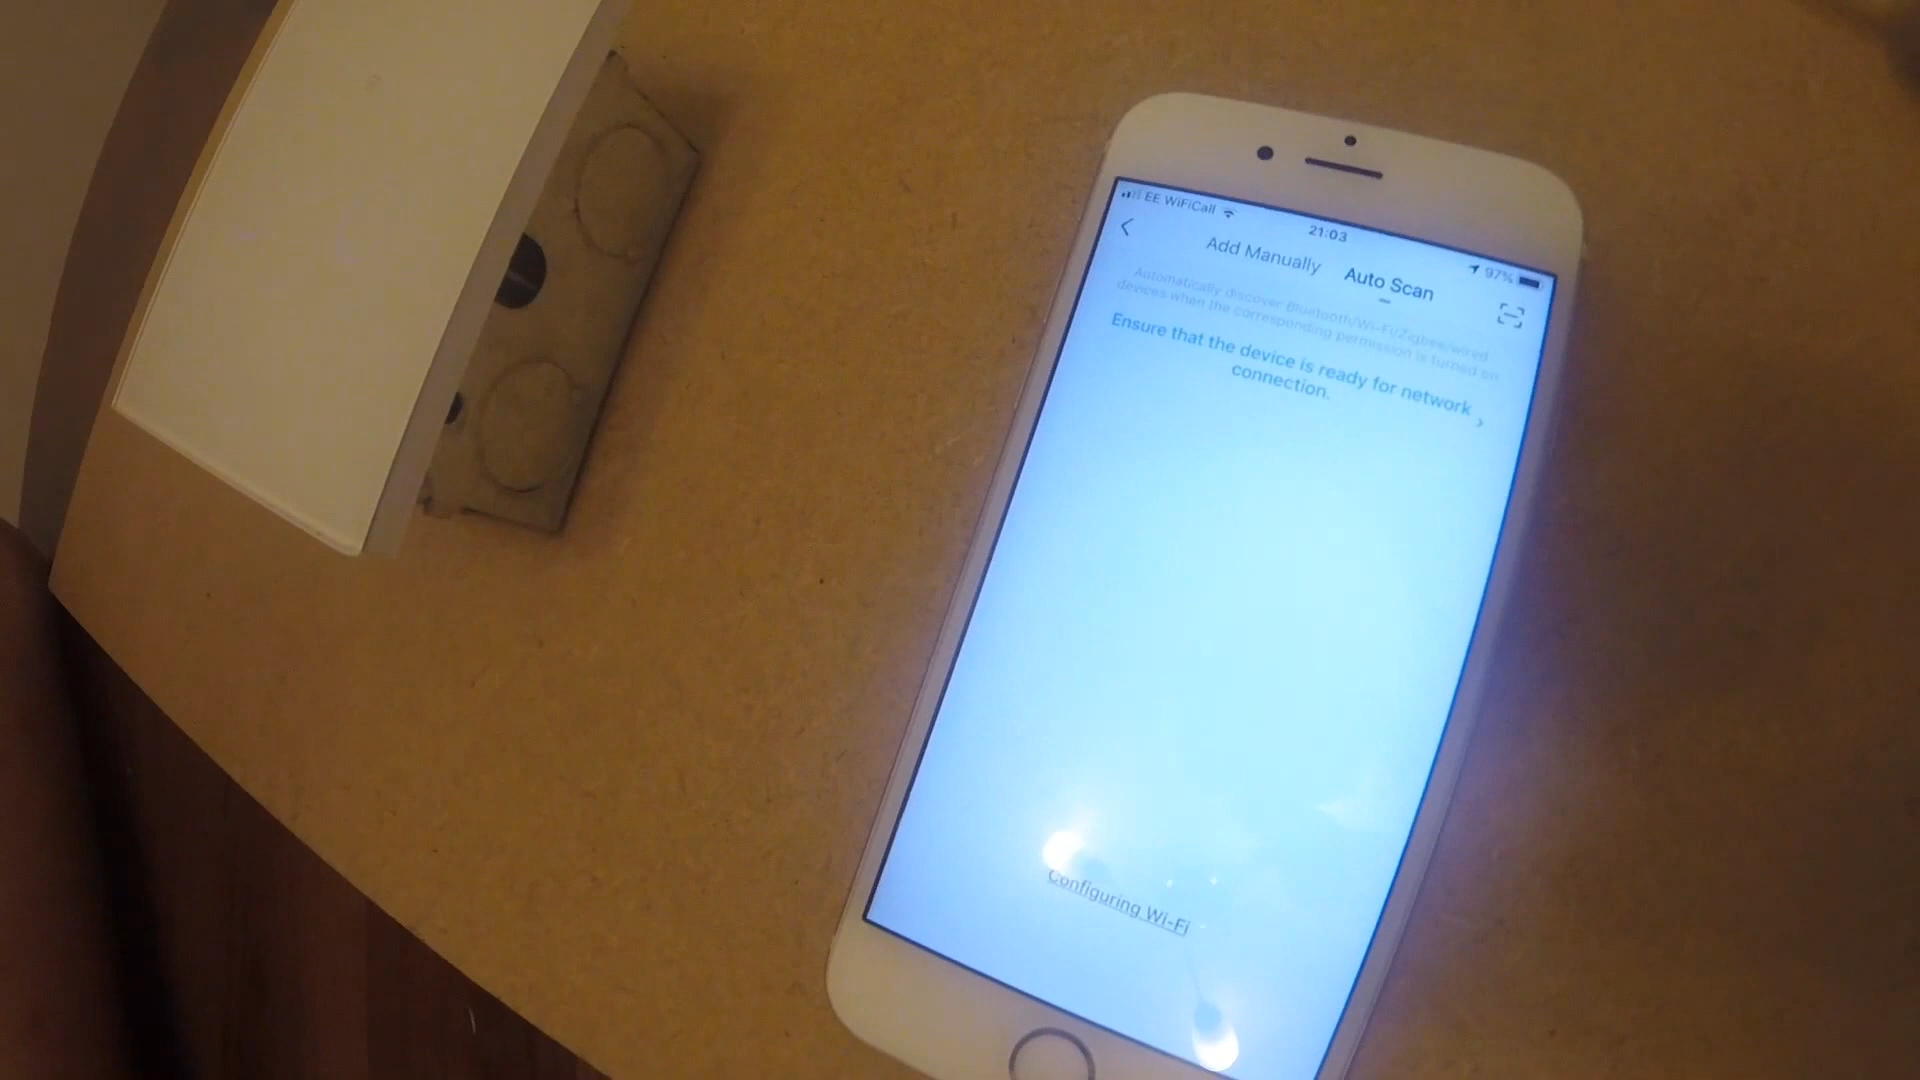 EE WiFiCall
21:03
97%
Add Manually
Auto Scan
Automatically discover Bluetooth/Wi-Fi/Zigbee/wired
devices when the corresponding permission is turned on
Ensure that the device is ready for network
connection.
Configuring Wi-Fi